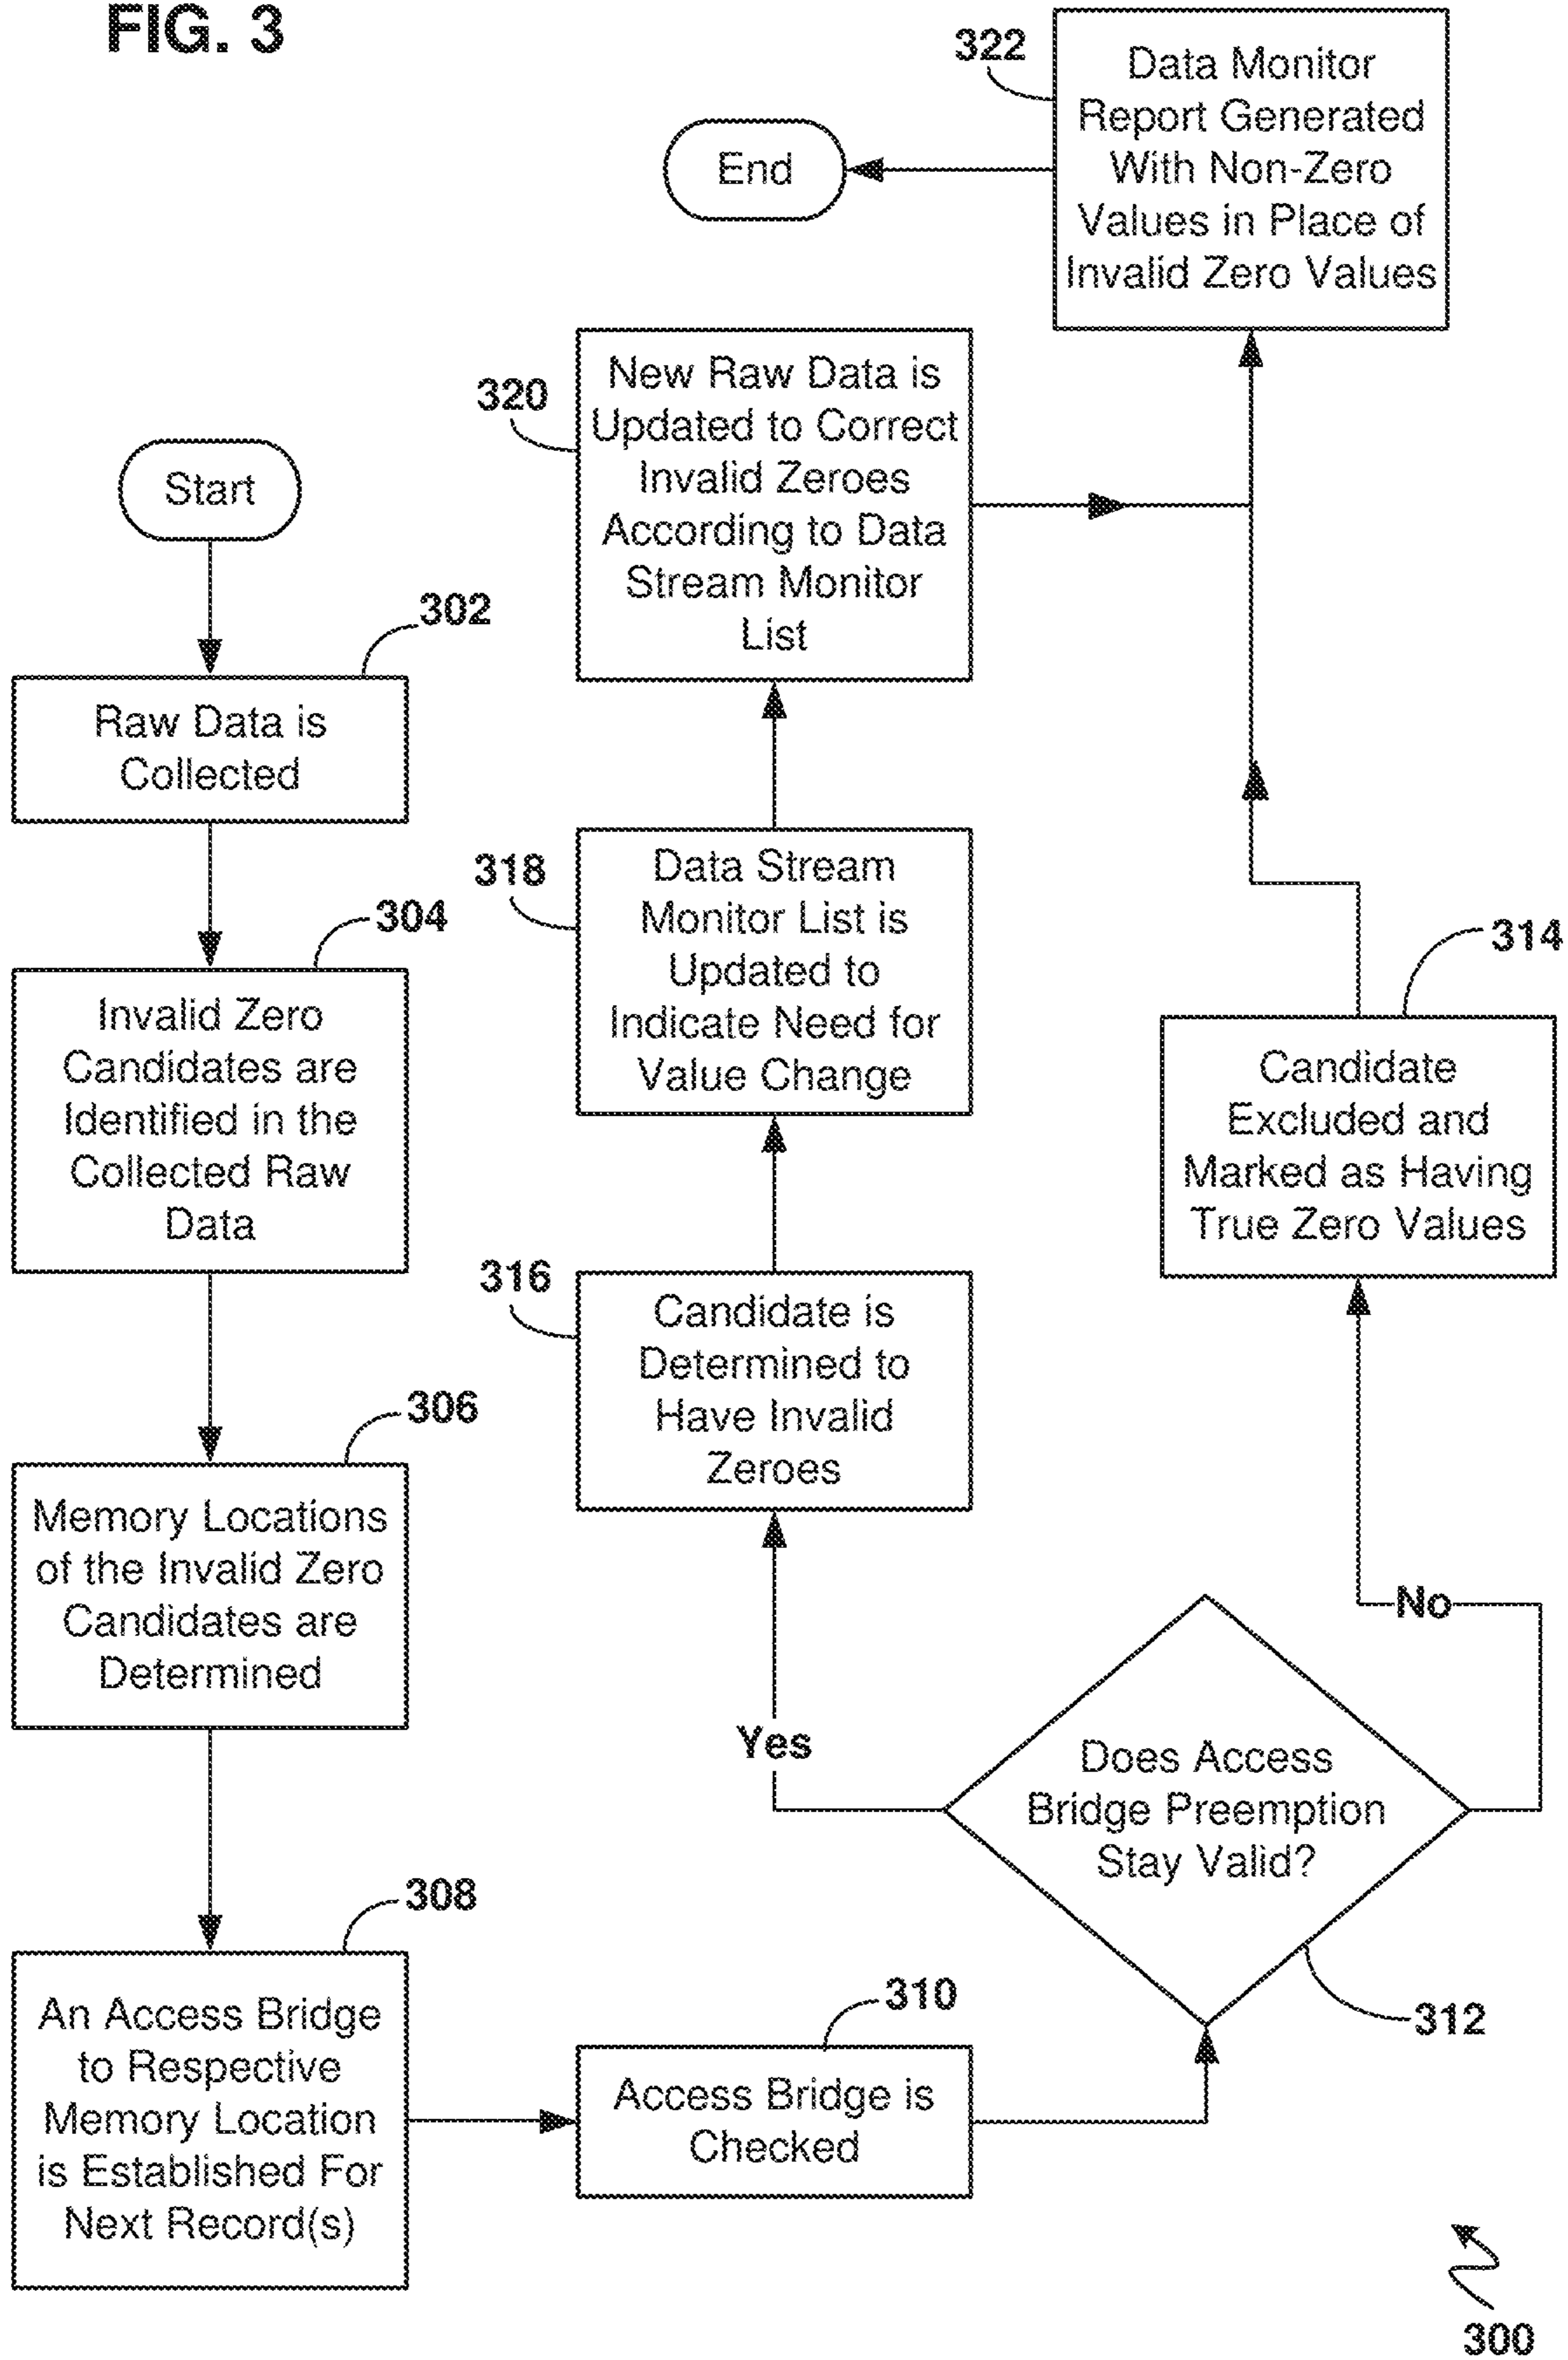 FIG. 3
Start
302
Raw Data is
Collected
304
Invalid Zero
Candidates are
Identified in the
Collected Raw
Data
306
Memory Locations
of the Invalid Zero
Candidates are
Determined
308
An Access Bridge
to Respective
Memory Location
is Established For
Next Record(s)
310
Access Bridge is
Checked
312
Does Access
Bridge Preemption
Stay Valid?
No
314
Candidate
Excluded and
Marked as Having
True Zero Values
Yes
316
Candidate is
Determined to
Have Invalid
Zeroes
318
Data Stream
Monitor List is
Updated to
Indicate Need for
Value Change
320
New Raw Data is
Updated to Correct
Invalid Zeroes
According to Data
Stream Monitor
List
322
Data Monitor
Report Generated
With Non-Zero
Values in Place of
Invalid Zero Values
End
300